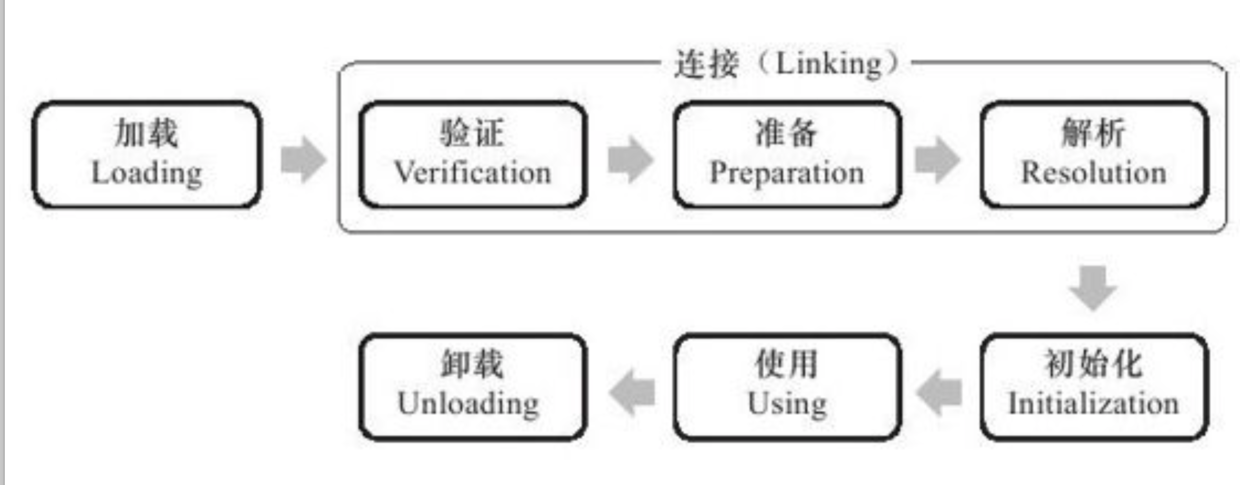 连接（Linking）
加载
Loading
验证
Verification
准备
Preparation
解析
Resolution
初始化
Initialization
使用
Using
卸载
Unloading